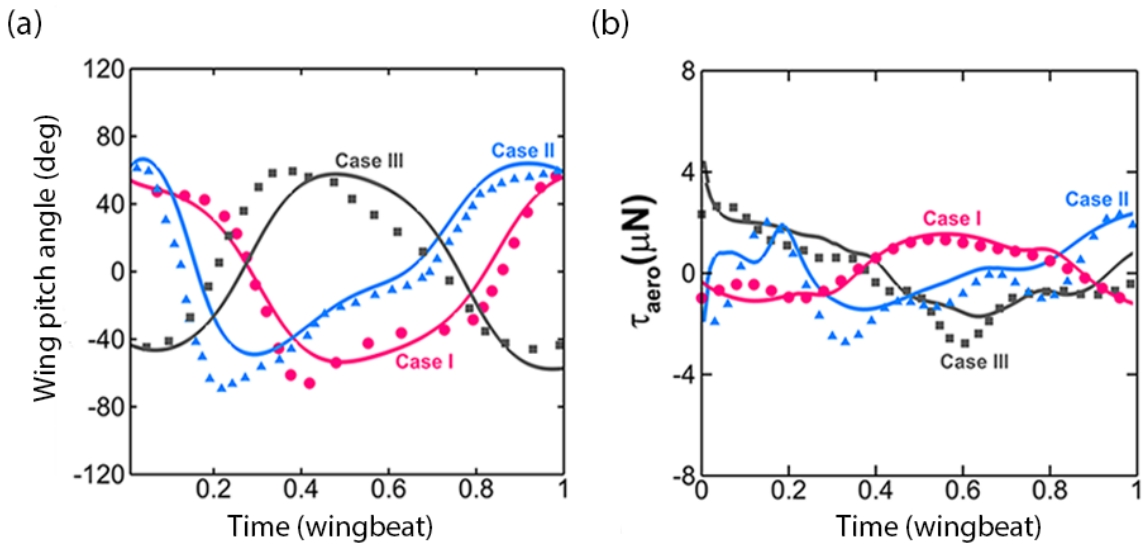 (a)
(b)
Wing pitch angle (deg)
120
80
40
0
-40
-80
-120
0.2
0.4
0.6
0.8
1
Time (wingbeat)
Case III
Case II
Case I
τaero(μN)
8
4
0
-4
-8
0
0.2
0.4
0.6
0.8
1
Time (wingbeat)
Case I
Case II
Case III